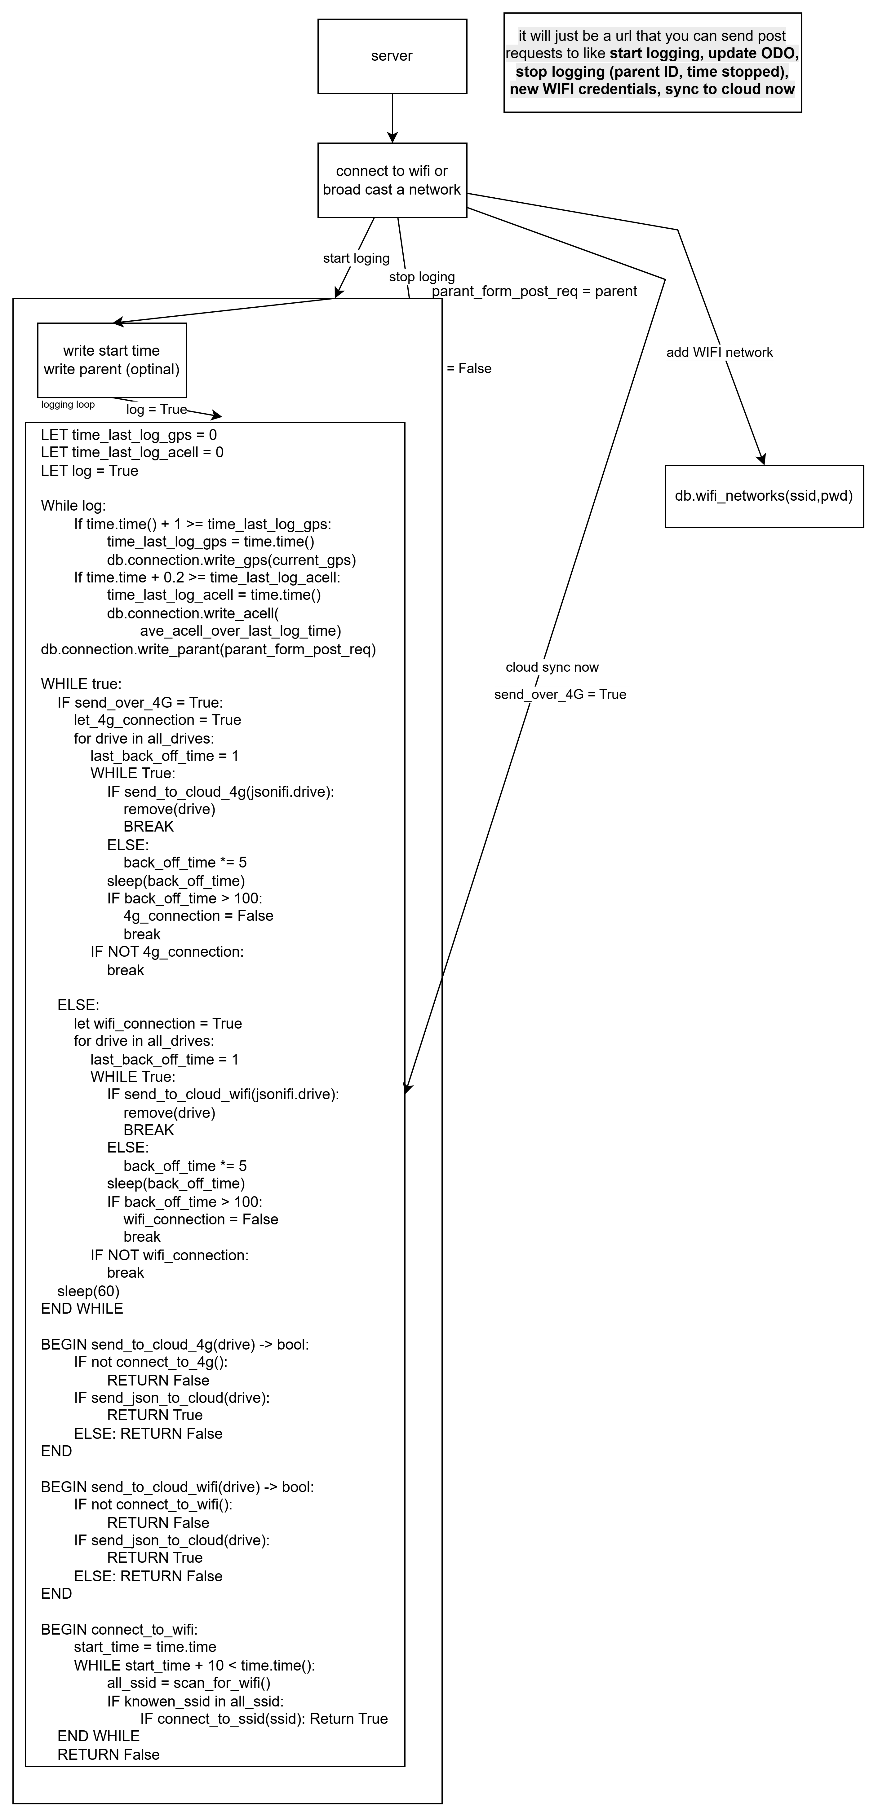 server
it will just be a url that you can send post
requests to like start logging, update ODO,
stop logging (parent ID, time stopped),
new WIFI credentials, sync to cloud now
connect to wifi or
broad cast a network
start loging
stop loging
parant_form_post_req = parent
write start time
write parent (optinal)
= False
add WIFI network
logging loop
log = True
db.wifi_networks(ssid,pwd)
LET time_last_log_gps = 0
LET time_last_log_acell = 0
LET log = True
While log:
If time.time() + 1 >= time_last_log_gps:
time_last_log_gps = time.time()
db.connection.write_gps(current_gps)
If time.time + 0.2 >= time_last_log_acell:
time_last_log_acell = time.time()
db.connection.write_acell(
ave_acell_over_last_log_time)
db.connection.write_parant(parant_form_post_req)
cloud sync now
send_over_4G = True
WHILE true:
IF send_over_4G = True:
let_4g_connection = True
for drive in all_drives:
last_back_off_time = 1
WHILE True:
IF send_to_cloud_4g(jsonifi.drive):
remove(drive)
BREAK
ELSE:
back_off_time *= 5
sleep(back_off_time)
IF back_off_time > 100:
4g_connection = False
break
IF NOT 4g_connection:
break
ELSE:
let wifi_connection = True
for drive in all_drives:
last_back_off_time = 1
WHILE True:
IF send_to_cloud_wifi(jsonifi.drive):
remove(drive)
BREAK
ELSE:
back_off_time *= 5
sleep(back_off_time)
IF back_off_time > 100:
wifi_connection = False
break
IF NOT wifi_connection:
break
sleep(60)
END WHILE
BEGIN send_to_cloud_4g(drive) -> bool:
IF not connect_to_4g():
RETURN False
IF send_json_to_cloud(drive):
RETURN True
ELSE: RETURN False
END
BEGIN send_to_cloud_wifi(drive) -> bool:
IF not connect_to_wifi():
RETURN False
IF send_json_to_cloud(drive):
RETURN True
ELSE: RETURN False
END
BEGIN connect_to_wifi:
start_time = time.time
WHILE start_time + 10 < time.time():
all_ssid = scan_for_wifi()
IF knowen_ssid in all_ssid:
IF connect_to_ssid(ssid): Return True
END WHILE
RETURN False